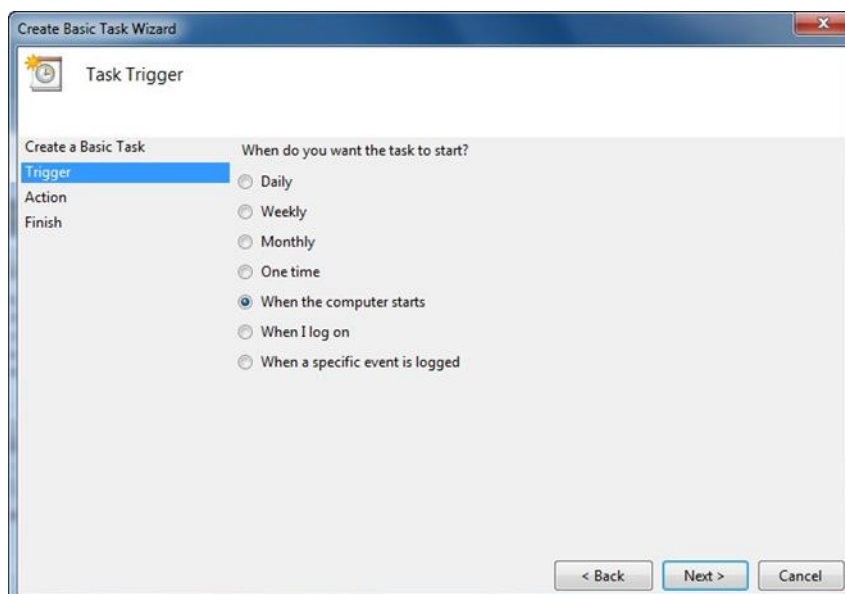 Create Basic Task Wizard
Task Trigger
Create a Basic Task
Trigger
Action
Finish
When do you want the task to start?
Daily
Weekly
Monthly
One time
When the computer starts
When I log on
When a specific event is logged
< Back
Next >
Cancel